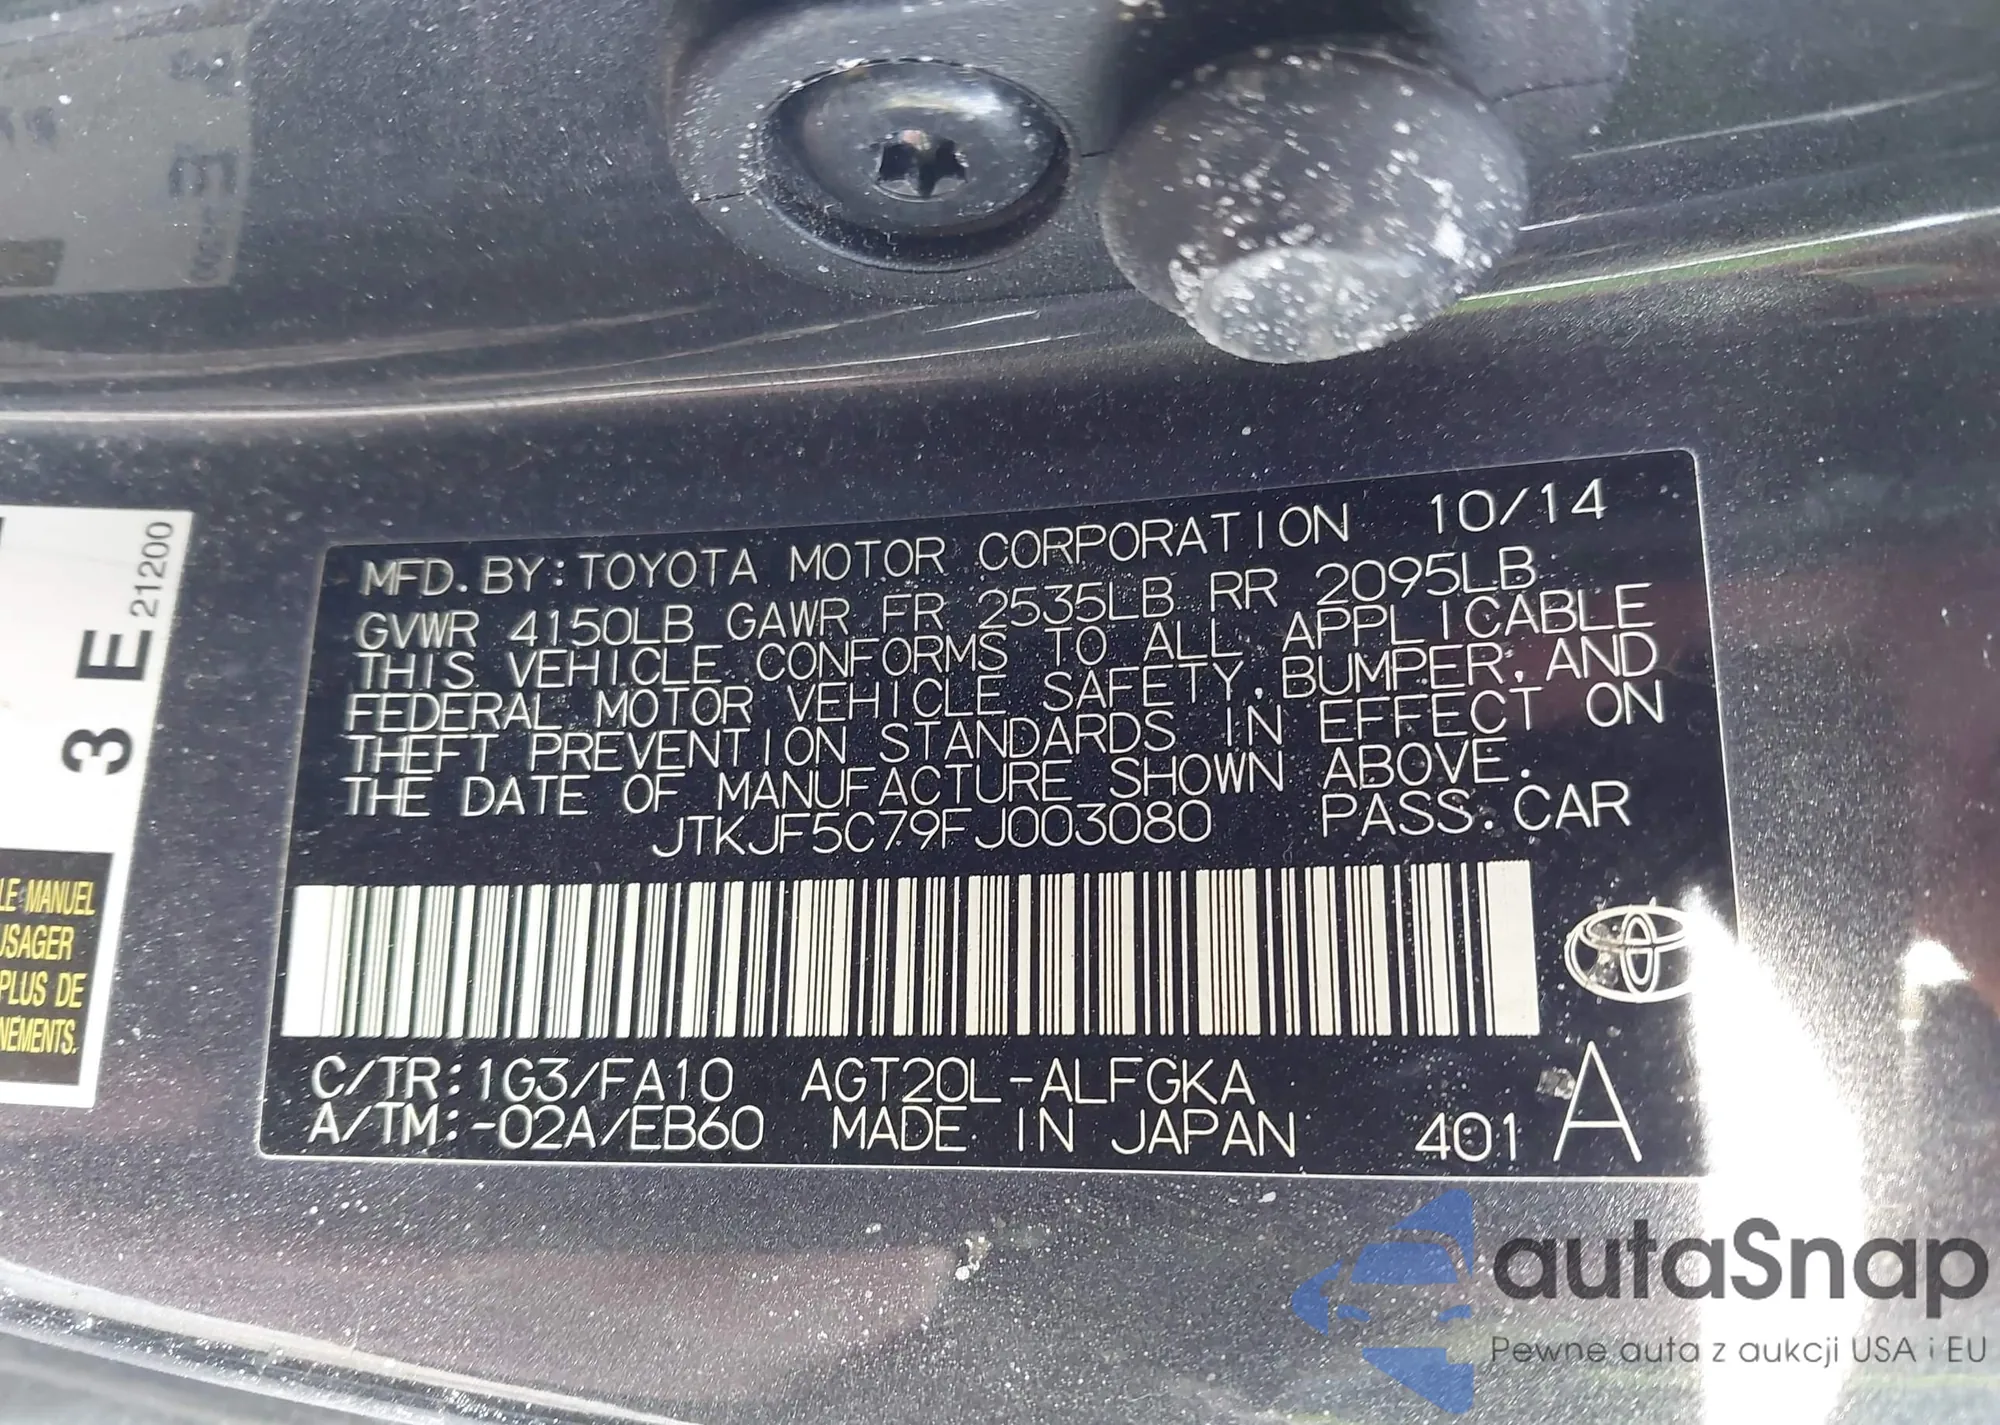 MFD. BY: TOYOTA MOTOR CORPORATION 10/14
GVWR 4150LB GAWR FR 2535LB RR 2095LB
THIS VEHICLE CONFORMS TO ALL APPLICABLE
FEDERAL MOTOR VEHICLE SAFETY, BUMPER, AND
THEFT PREVENTION STANDARDS IN EFFECT ON
THE DATE OF MANUFACTURE SHOWN ABOVE.
JTKJF5C79FJ003080 PASS. CAR
C/TR: 1G3/FA10 AGT20L-ALFGKA
A/TM: -02A/EB60 MADE IN JAPAN 401 A
3 E 21200
LE MANUEL
USAGER
PLUS DE
NEMENTS.
autaSnap
Pewne auta z aukcji USA i EU